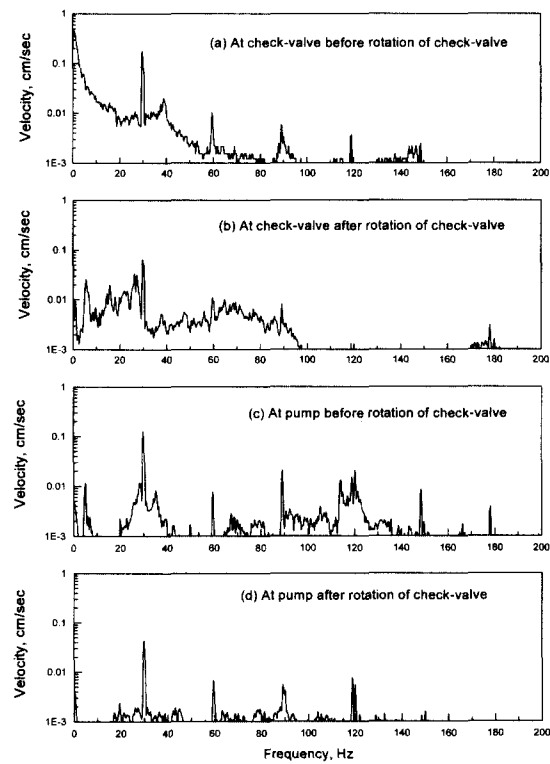 1
(a) At check-valve before rotation of check-valve
0.1
Velocity, cm/sec
0.01
1E-3
0 20 40 60 80 100 120 140 160 180 200
1
(b) At check-valve after rotation of check-valve
0.1
Velocity, cm/sec
0.01
1E-3
0 20 40 60 80 100 120 140 160 180 200
1
(c) At pump before rotation of check-valve
0.1
Velocity, cm/sec
0.01
1E-3
0 20 40 60 80 100 120 140 160 180 200
1
(d) At pump after rotation of check-valve
0.1
Velocity, cm/sec
0.01
1E-3
0 20 40 60 80 100 120 140 160 180 200
Frequency, Hz